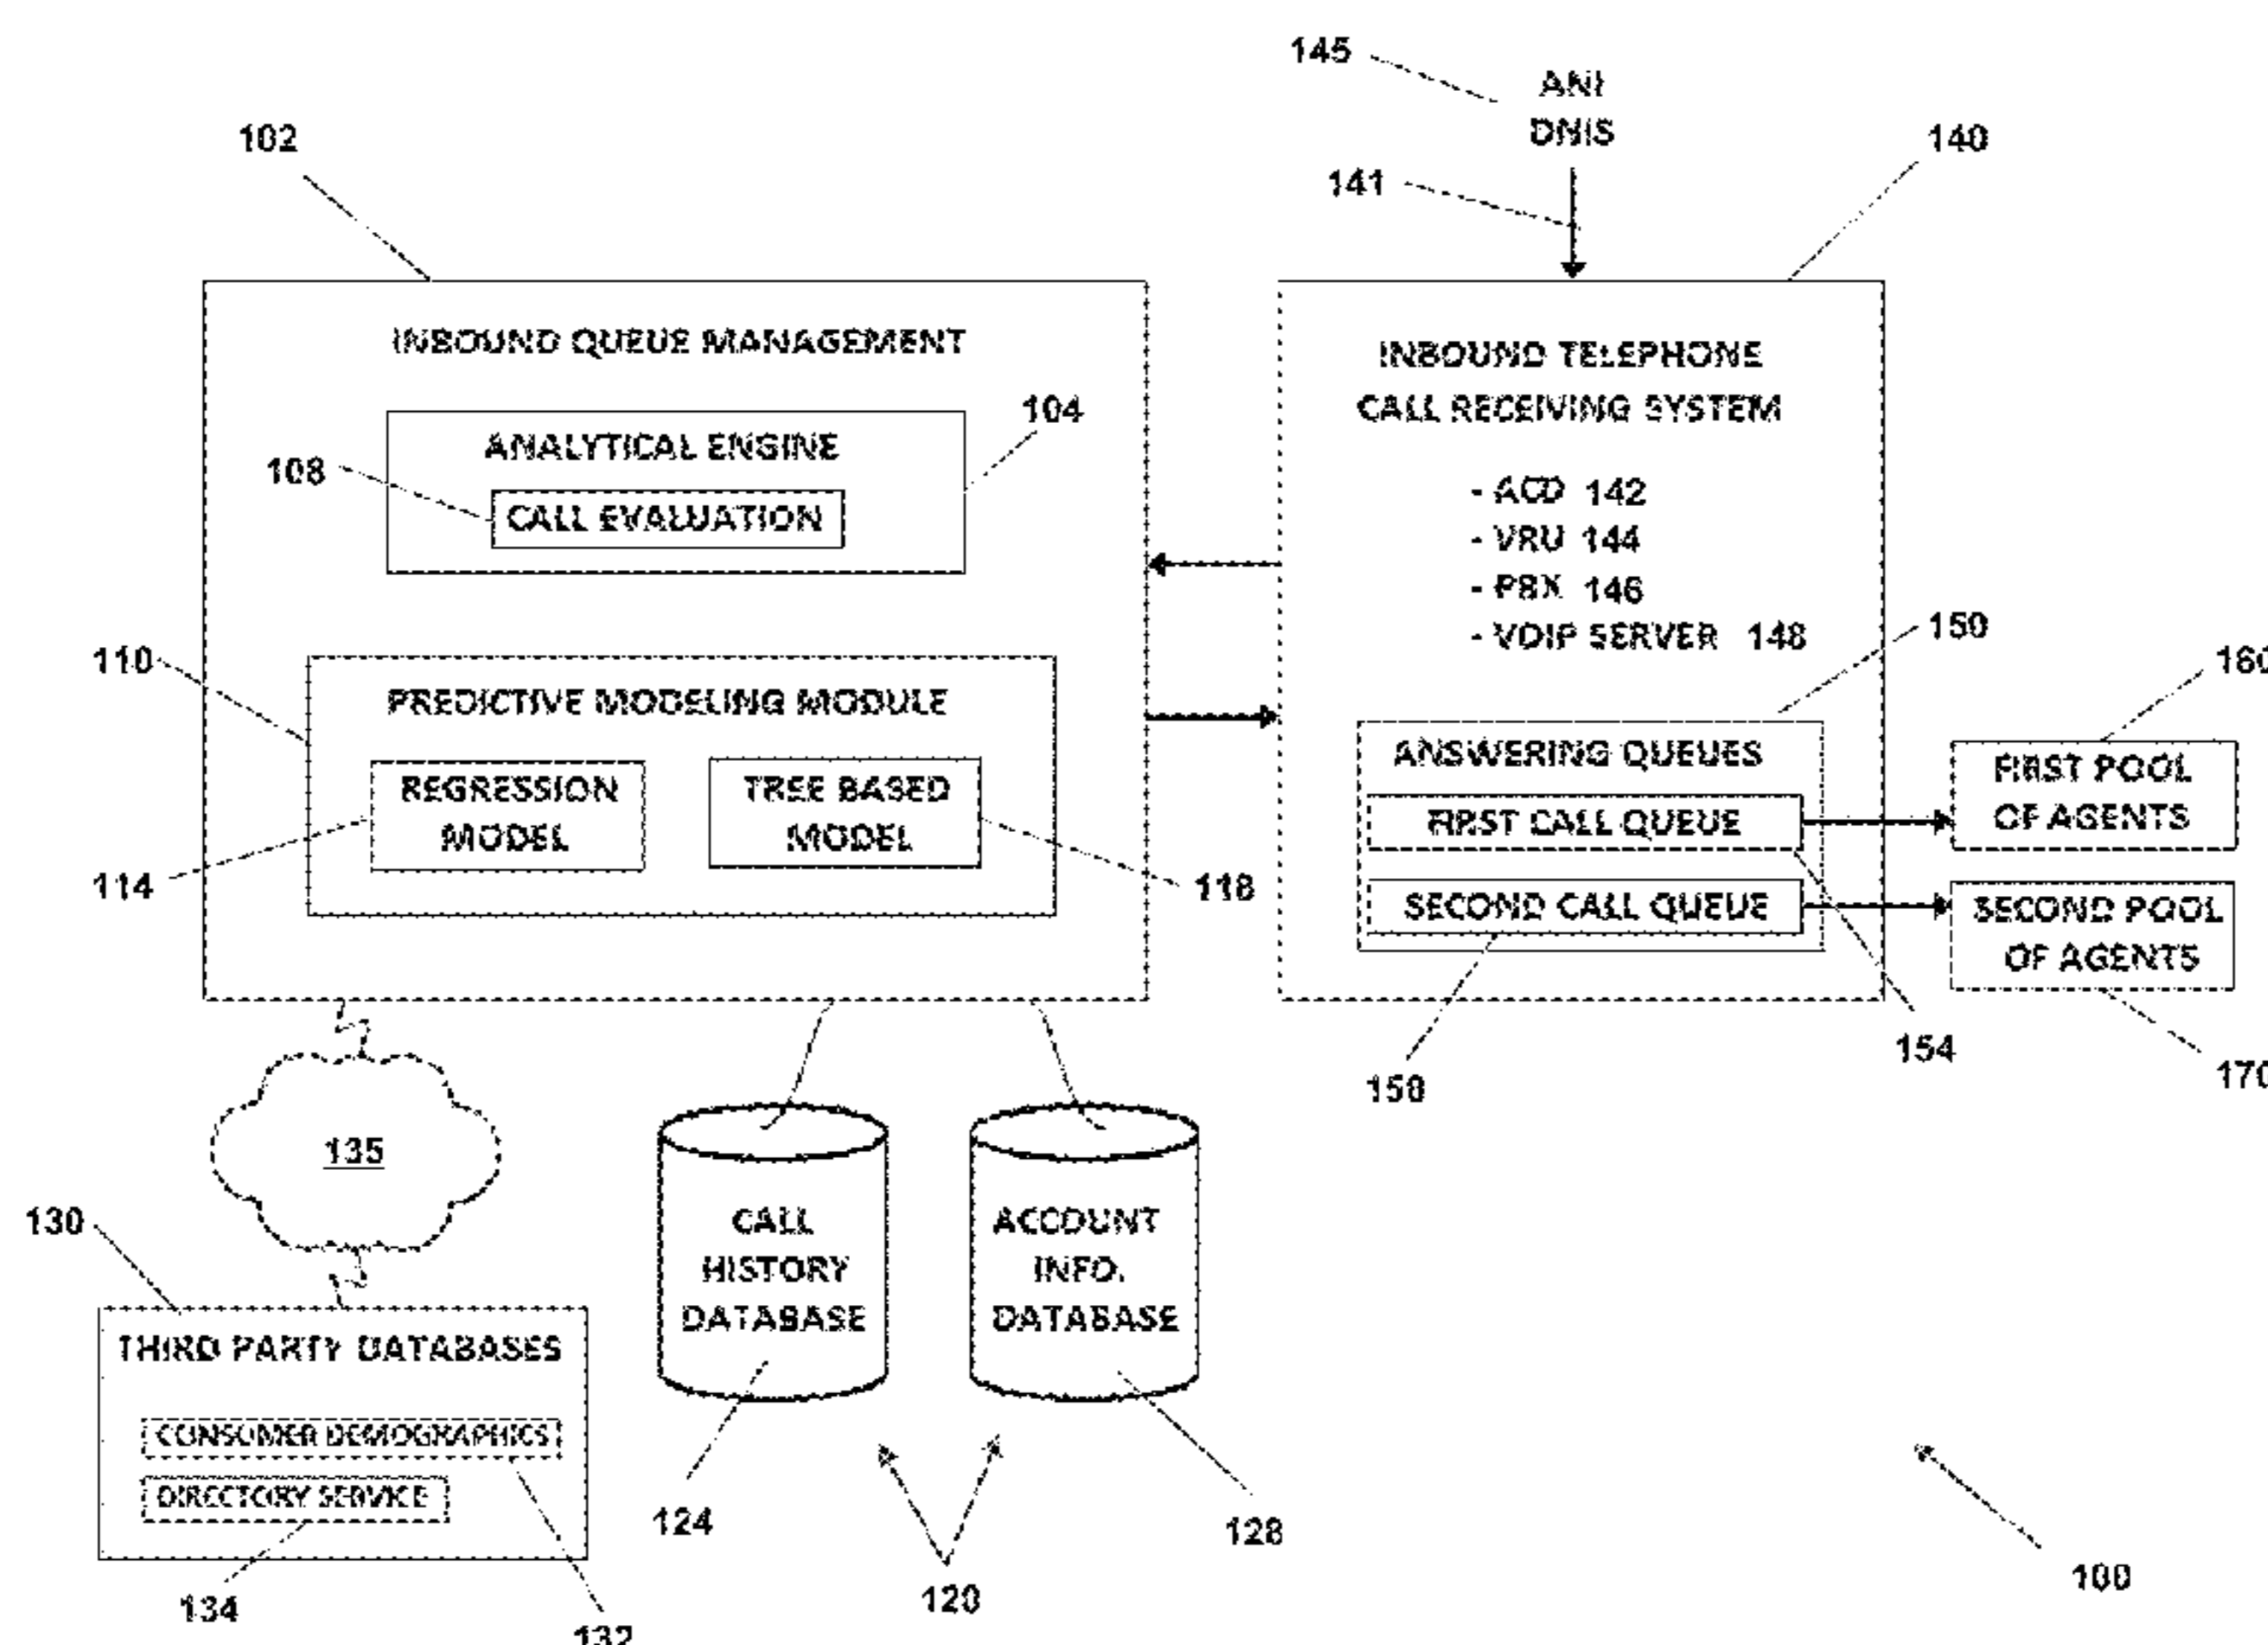 145
ANI
DNIS
102
141
140
INBOUND QUEUE MANAGEMENT
INBOUND TELEPHONE
CALL RECEIVING SYSTEM
104
ANALYTICAL ENGINE
108
CALL EVALUATION
- ACD 142
- VRU 144
- PBX 146
- VOIP SERVER 148
150
110
PREDICTIVE MODELING MODULE
REGRESSION
MODEL
TREE BASED
MODEL
114
118
ANSWERING QUEUES
FIRST CALL QUEUE
SECOND CALL QUEUE
FIRST POOL
OF AGENTS
SECOND POOL
OF AGENTS
154
170
135
130
THIRD PARTY DATABASES
CONSUMER DEMOGRAPHICS
DIRECTORY SERVICE
134
132
CALL
HISTORY
DATABASE
ACCOUNT
INFO.
DATABASE
124
128
120
100